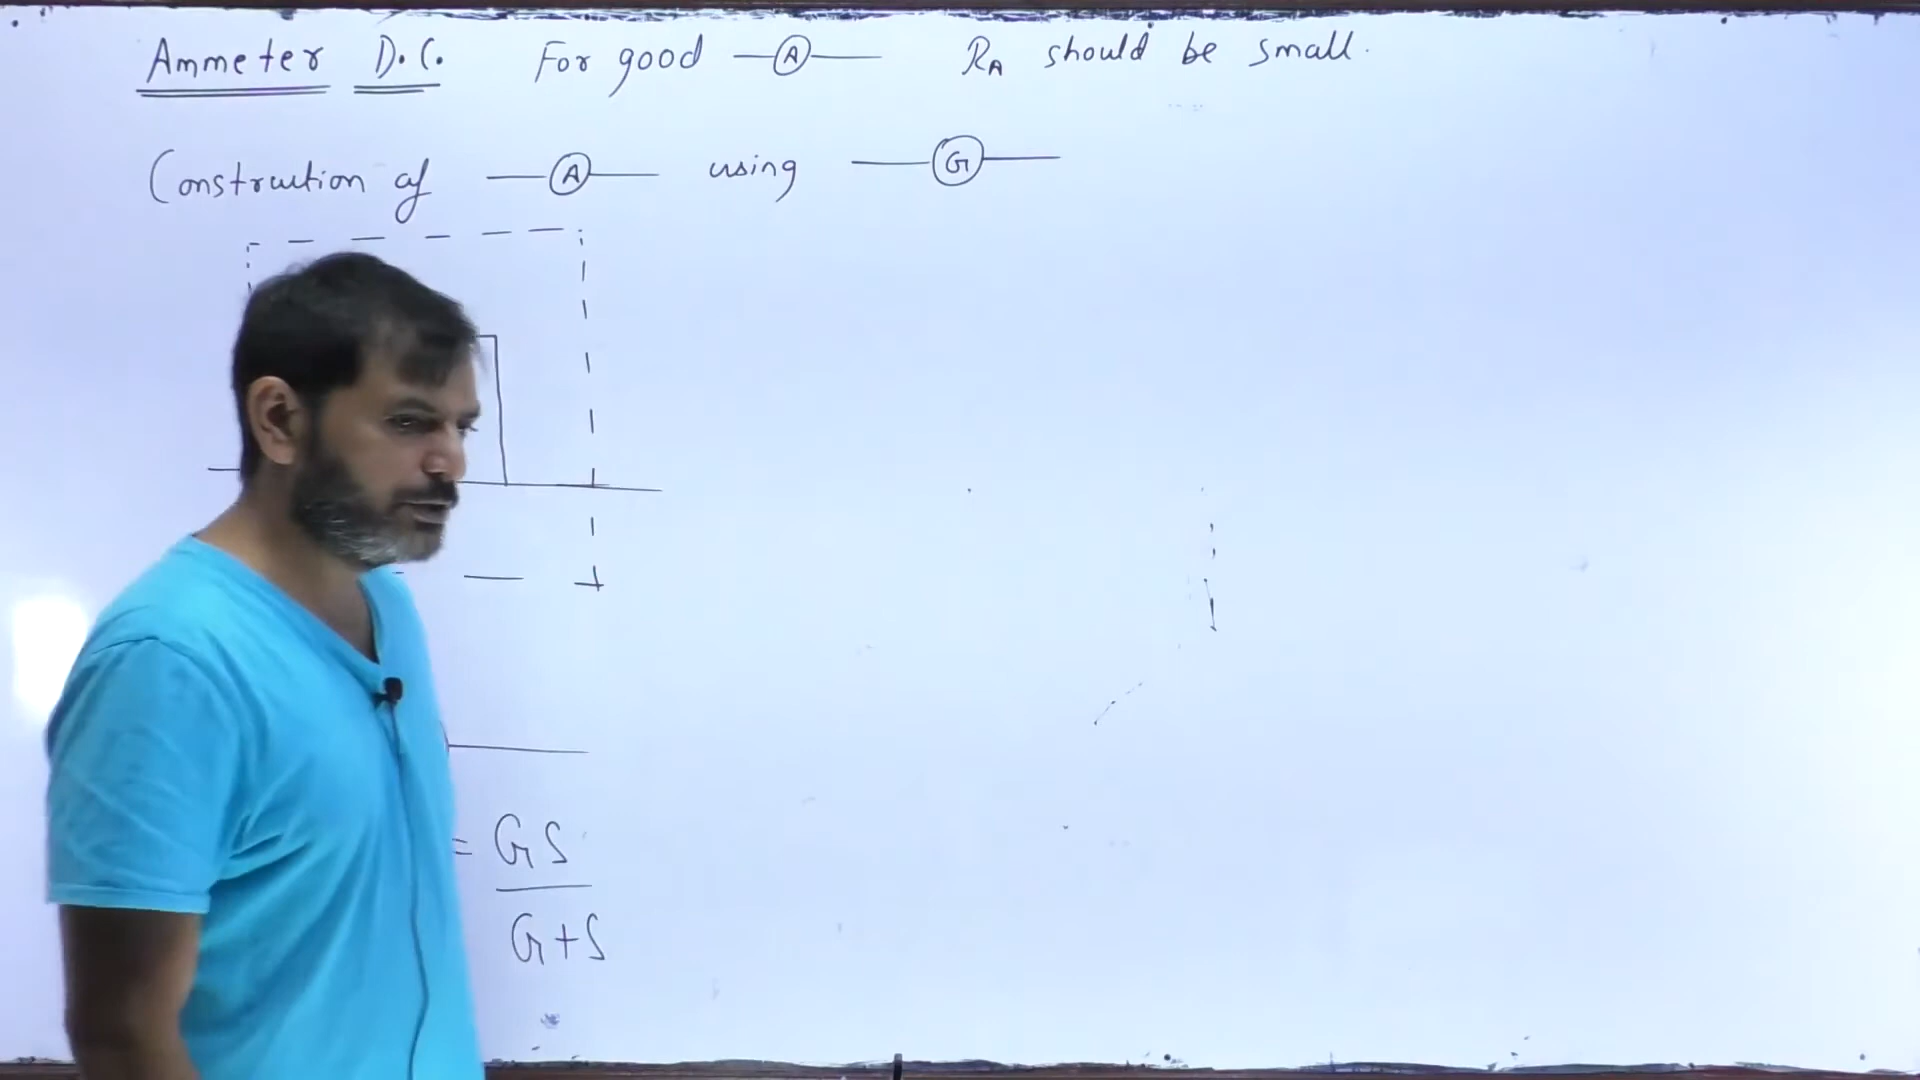 Ammeter D.C. For good A R_A should be small.
Construction of A using G
= GS
G+S